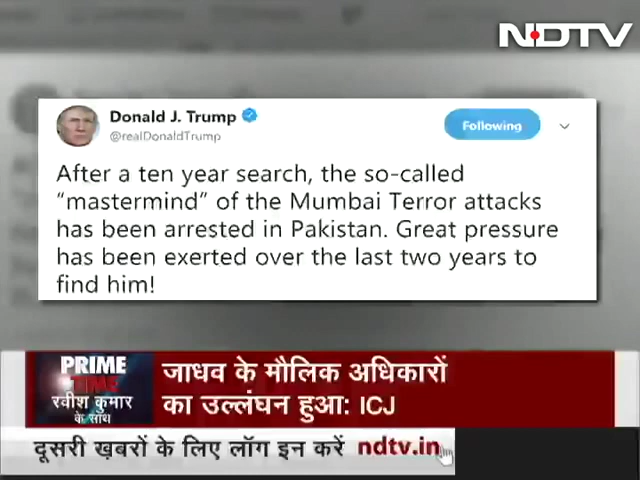 NDTV
Donald J. Trump
@realDonaldTrump
Following
After a ten year search, the so-called
“mastermind” of the Mumbai Terror attacks
has been arrested in Pakistan. Great pressure
has been exerted over the last two years to
find him!
PRIME
TIME
रवीश कुमार
के साथ
जाधव के मौलिक अधिकारों
का उल्लंघन हुआ: ICJ
दूसरी ख़बरों के लिए लॉग इन करें ndtv.in